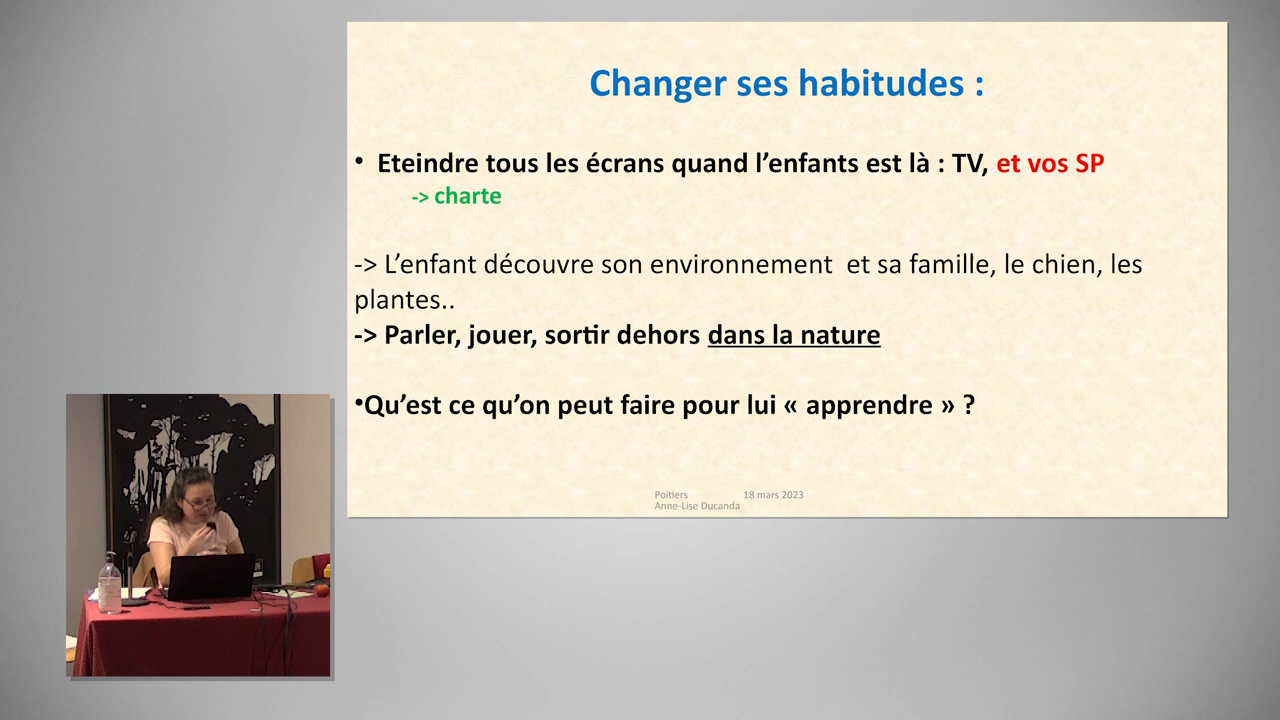 Changer ses habitudes :
• Eteindre tous les écrans quand l’enfants est là : TV, et vos SP
-> charte
-> L’enfant découvre son environnement  et sa famille, le chien, les
plantes..
-> Parler, jouer, sortir dehors dans la nature
•Qu’est ce qu’on peut faire pour lui « apprendre » ?
Poitiers 18 mars 2023
Anne-Lise Ducanda